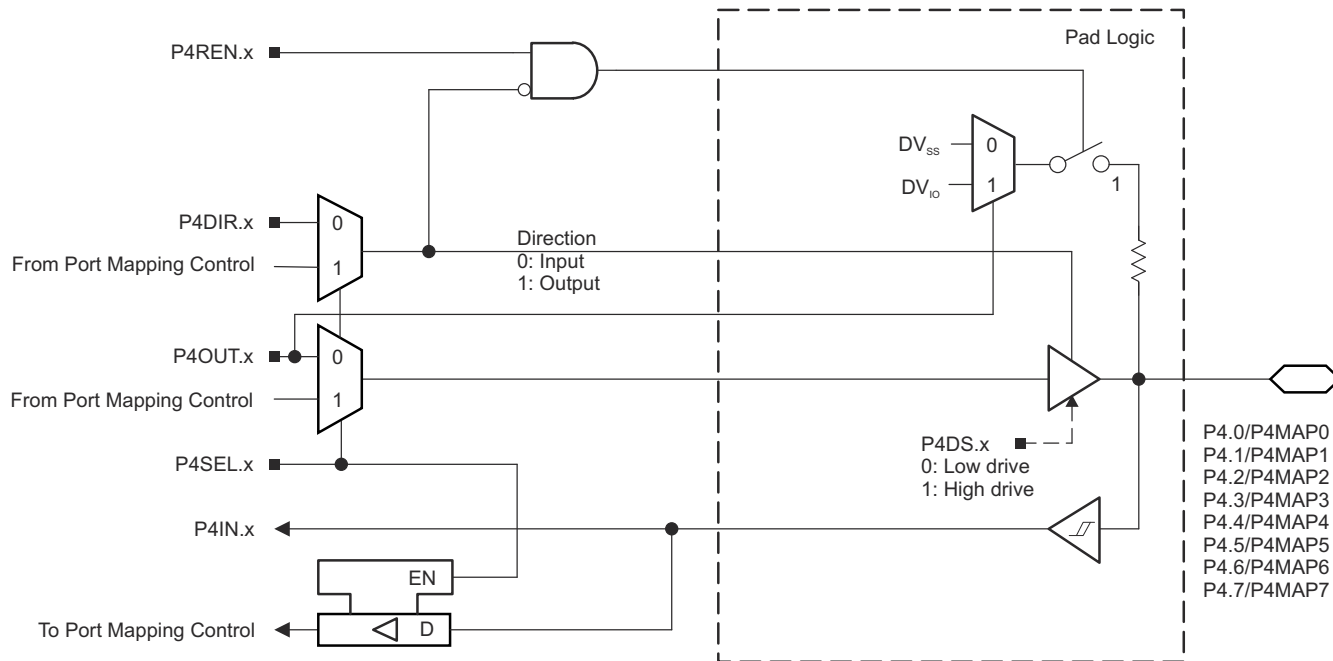 Pad Logic
P4REN.x
DVSS
0
DVIO
1
1
P4DIR.x
0
From Port Mapping Control
1
Direction
0: Input
1: Output
P4OUT.x
0
From Port Mapping Control
1
P4DS.x
0: Low drive
1: High drive
P4SEL.x
P4IN.x
EN
D
To Port Mapping Control
P4.0/P4MAP0
P4.1/P4MAP1
P4.2/P4MAP2
P4.3/P4MAP3
P4.4/P4MAP4
P4.5/P4MAP5
P4.6/P4MAP6
P4.7/P4MAP7